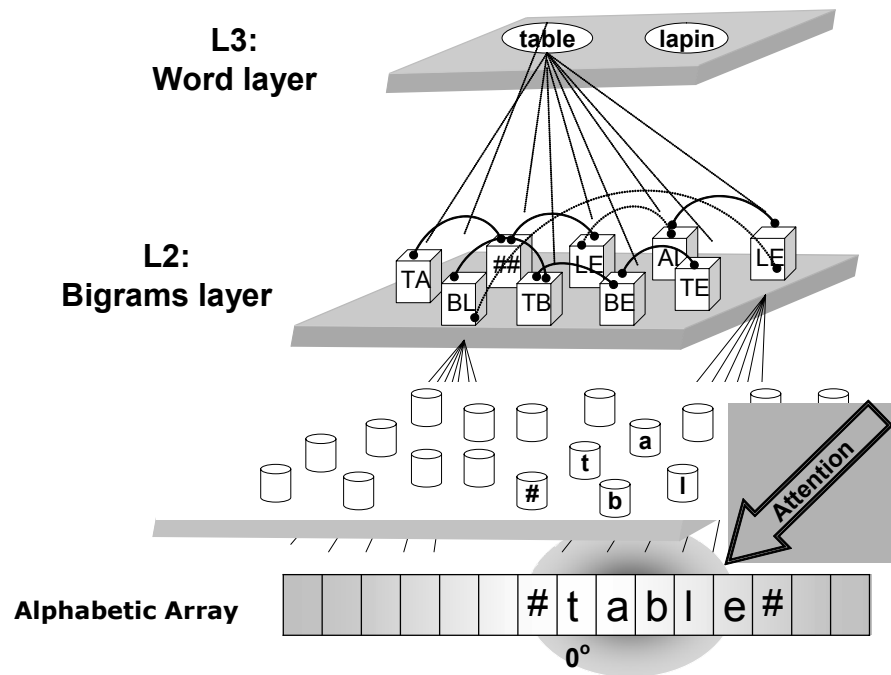 L3:
Word layer
table lapin
L2:
Bigrams layer
TA ## LE LE
BL TB BE TE
a
t
# b l
Attention
Alphabetic Array
# t a b l e #
0°